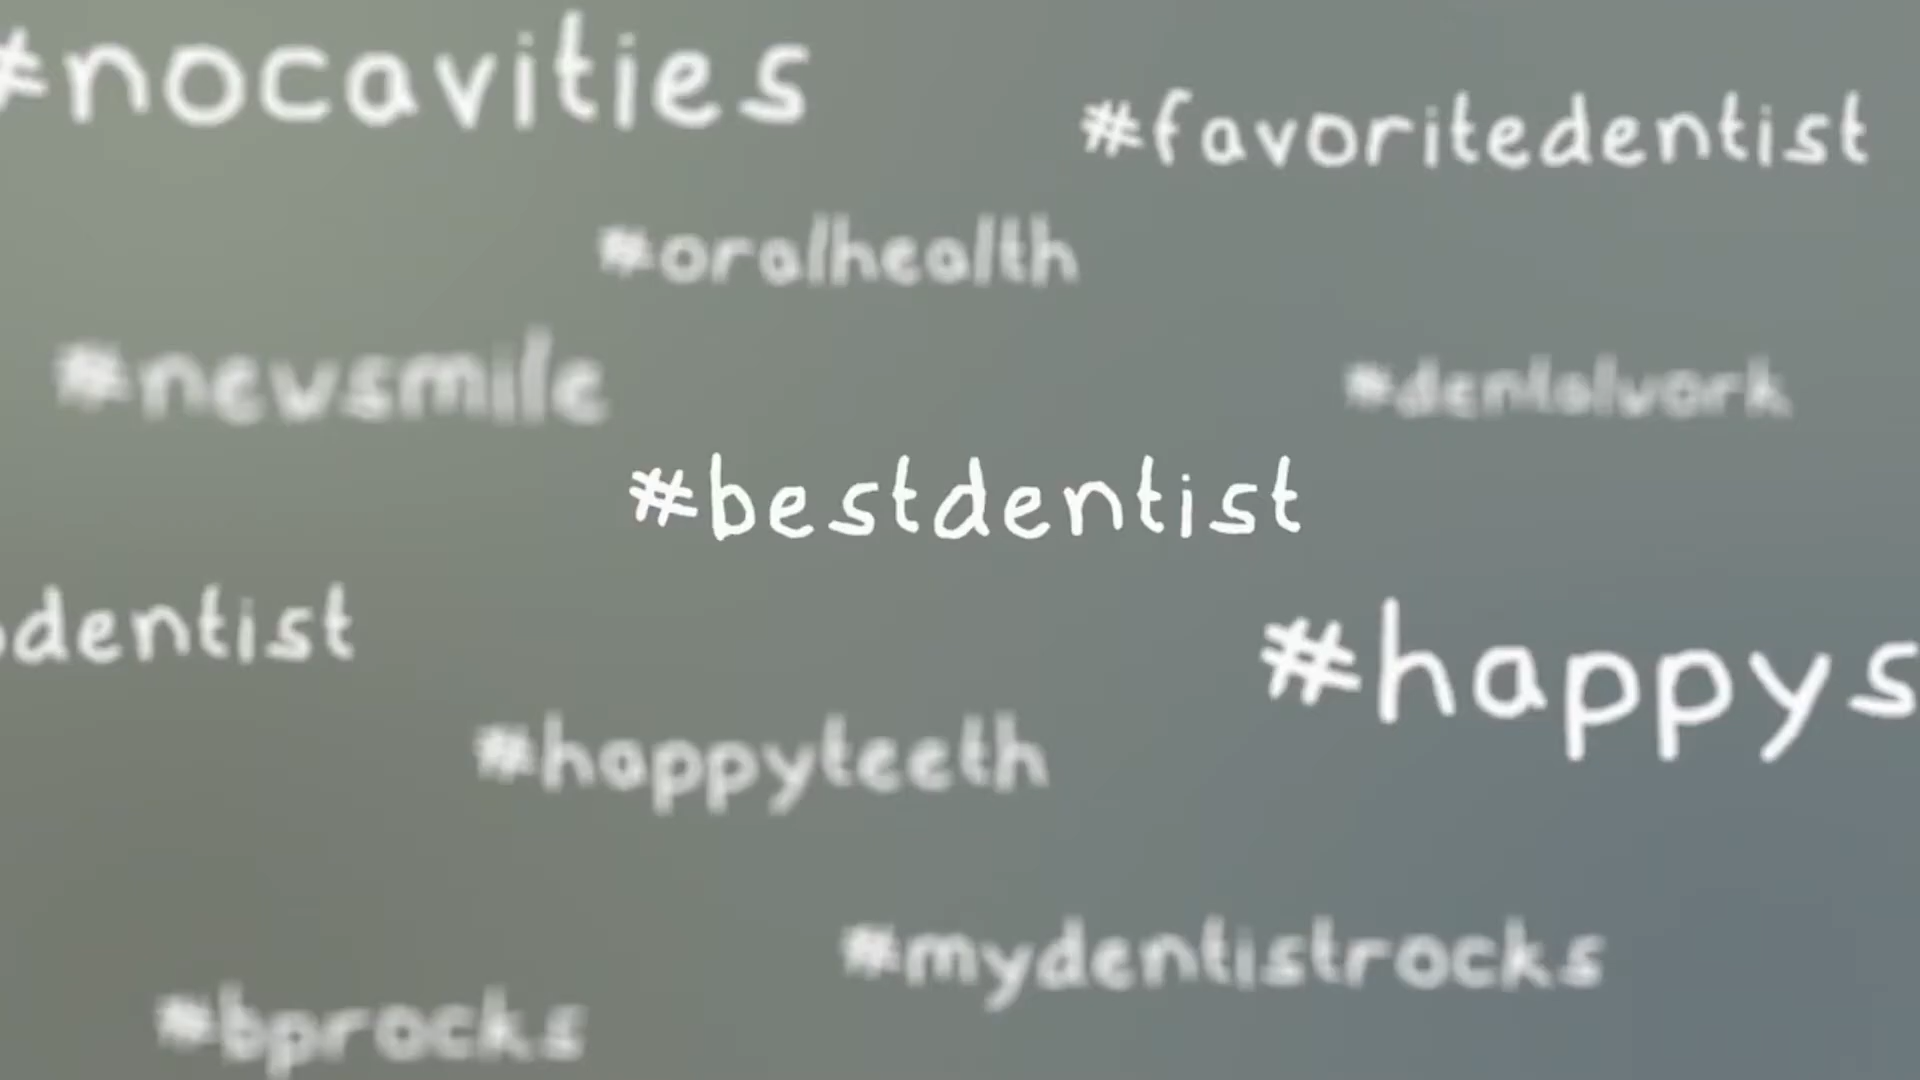 #nocavities
#favoritedentist
#oralhealth
#newsmile
#dentalwork
#bestdentist
dentist
#happys
#happyteeth
#mydentistrocks
#bprocks